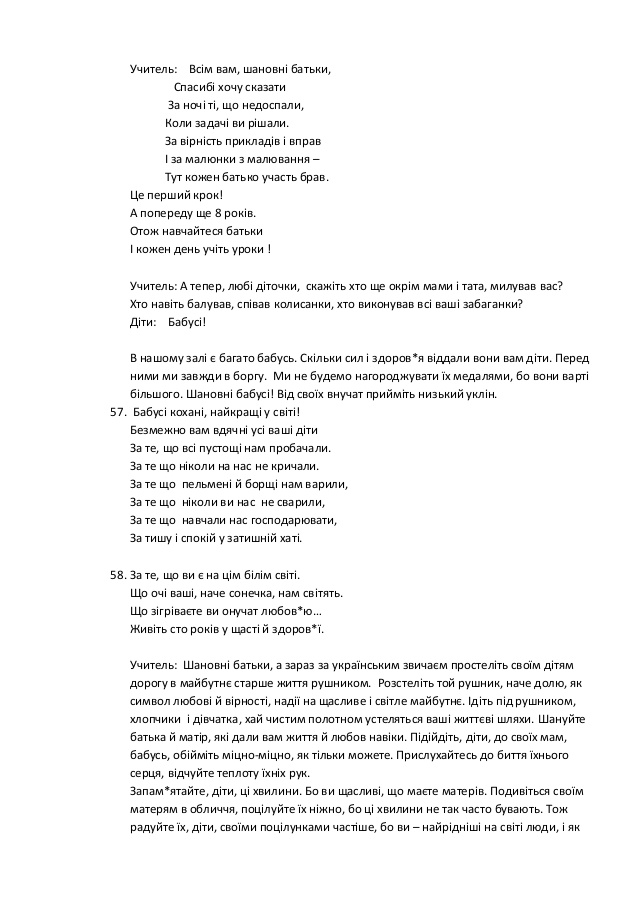 Учитель:    Всім вам, шановні батьки,
Спасибі хочу сказати
За ночі ті, що недоспали,
Коли задачі ви рішали.
За вірність прикладів і вправ
І за малюнки з малювання –
Тут кожен батько участь брав.
Це перший крок!
А попереду ще 8 років.
Отож навчайтеся батьки
І кожен день учіть уроки !
Учитель: А тепер, любі діточки,  скажіть хто ще окрім мами і тата, милував вас?
Хто навіть балував, співав колисанки, хто виконував всі ваші забаганки?
Діти:    Бабусі!
В нашому залі є багато бабусь. Скільки сил і здоров*я віддали вони вам діти. Перед
ними ми завжди в боргу.  Ми не будемо нагороджувати їх медалями, бо вони варті
більшого. Шановні бабусі! Від своїх внучат прийміть низький уклін.
57.  Бабусі кохані, найкращі у світі!
Безмежно вам вдячні усі ваші діти
За те, що всі пустощі нам пробачали.
За те що ніколи на нас не кричали.
За те що  пельмені й борщі нам варили,
За те що  ніколи ви нас  не сварили,
За те що  навчали нас господарювати,
За тишу і спокій у затишній хаті.
58. За те, що ви є на цім білім світі.
Що очі ваші, наче сонечка, нам світять.
Що зігріваєте ви онучат любов*ю…
Живіть сто років у щасті й здоров*ї.
Учитель:  Шановні батьки, а зараз за українським звичаєм простеліть своїм дітям
дорогу в майбутнє старше життя рушником.  Розстеліть той рушник, наче долю, як
символ любові й вірності, надії на щасливе і світле майбутнє. Ідіть під рушником,
хлопчики  і дівчатка, хай чистим полотном устеляться ваші життєві шляхи. Шануйте
батька й матір, які дали вам життя й любов навіки. Підійдіть, діти, до своїх мам,
бабусь, обійміть міцно-міцно, як тільки можете. Прислухайтесь до биття їхнього
серця, відчуйте теплоту їхніх рук.
Запам*ятайте, діти, ці хвилини. Бо ви щасливі, що маєте матерів. Подивіться своїм
матерям в обличчя, поцілуйте їх ніжно, бо ці хвилини не так часто бувають. Тож
радуйте їх, діти, своїми поцілунками частіше, бо ви – найрідніші на світі люди, і як